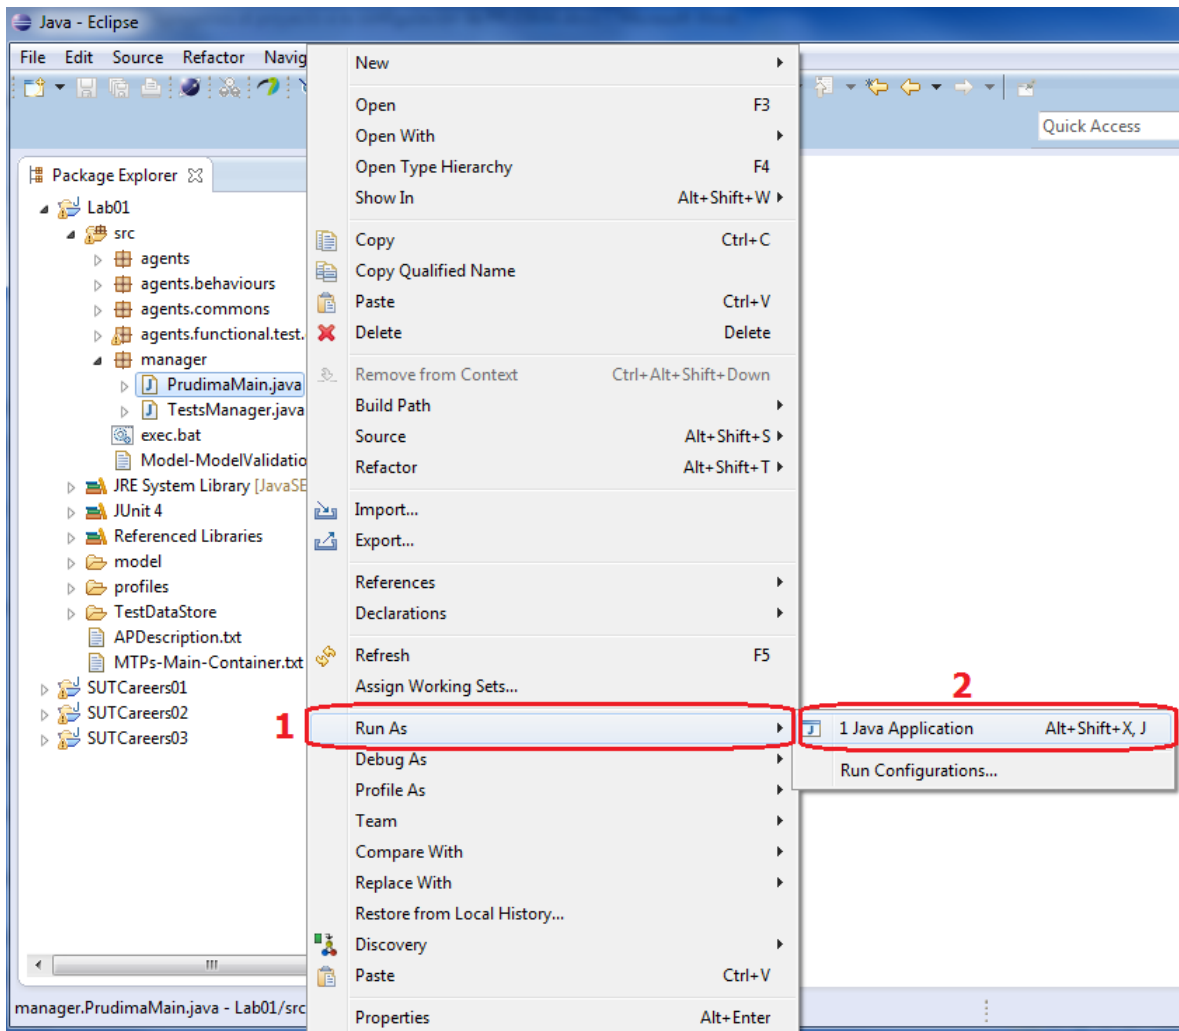 Java - Eclipse
File Edit Source Refactor Navig
Quick Access
Package Explorer
Lab01
src
agents
agents.behaviours
agents.commons
agents.functional.test.
manager
PrudimaMain.java
TestsManager.java
exec.bat
Model-ModelValidatio
JRE System Library [JavaSE
JUnit 4
Referenced Libraries
model
profiles
TestDataStore
APDescription.txt
MTPs-Main-Container.txt
SUTCareers01
SUTCareers02
SUTCareers03
manager.PrudimaMain.java - Lab01/src
New
Open F3
Open With
Open Type Hierarchy F4
Show In Alt+Shift+W
Copy Ctrl+C
Copy Qualified Name
Paste Ctrl+V
Delete Delete
Remove from Context Ctrl+Alt+Shift+Down
Build Path
Source Alt+Shift+S
Refactor Alt+Shift+T
Import...
Export...
References
Declarations
Refresh F5
Assign Working Sets...
1
Run As
Debug As
Profile As
Team
Compare With
Replace With
Restore from Local History...
Discovery
Paste Ctrl+V
Properties Alt+Enter
2
1 Java Application Alt+Shift+X, J
Run Configurations...